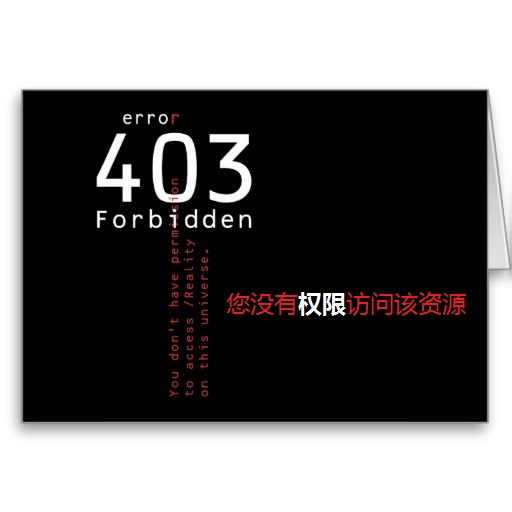 error
403
Forbidden
You don't have permission
to access /Reality
on this universe.
您没有权限访问该资源